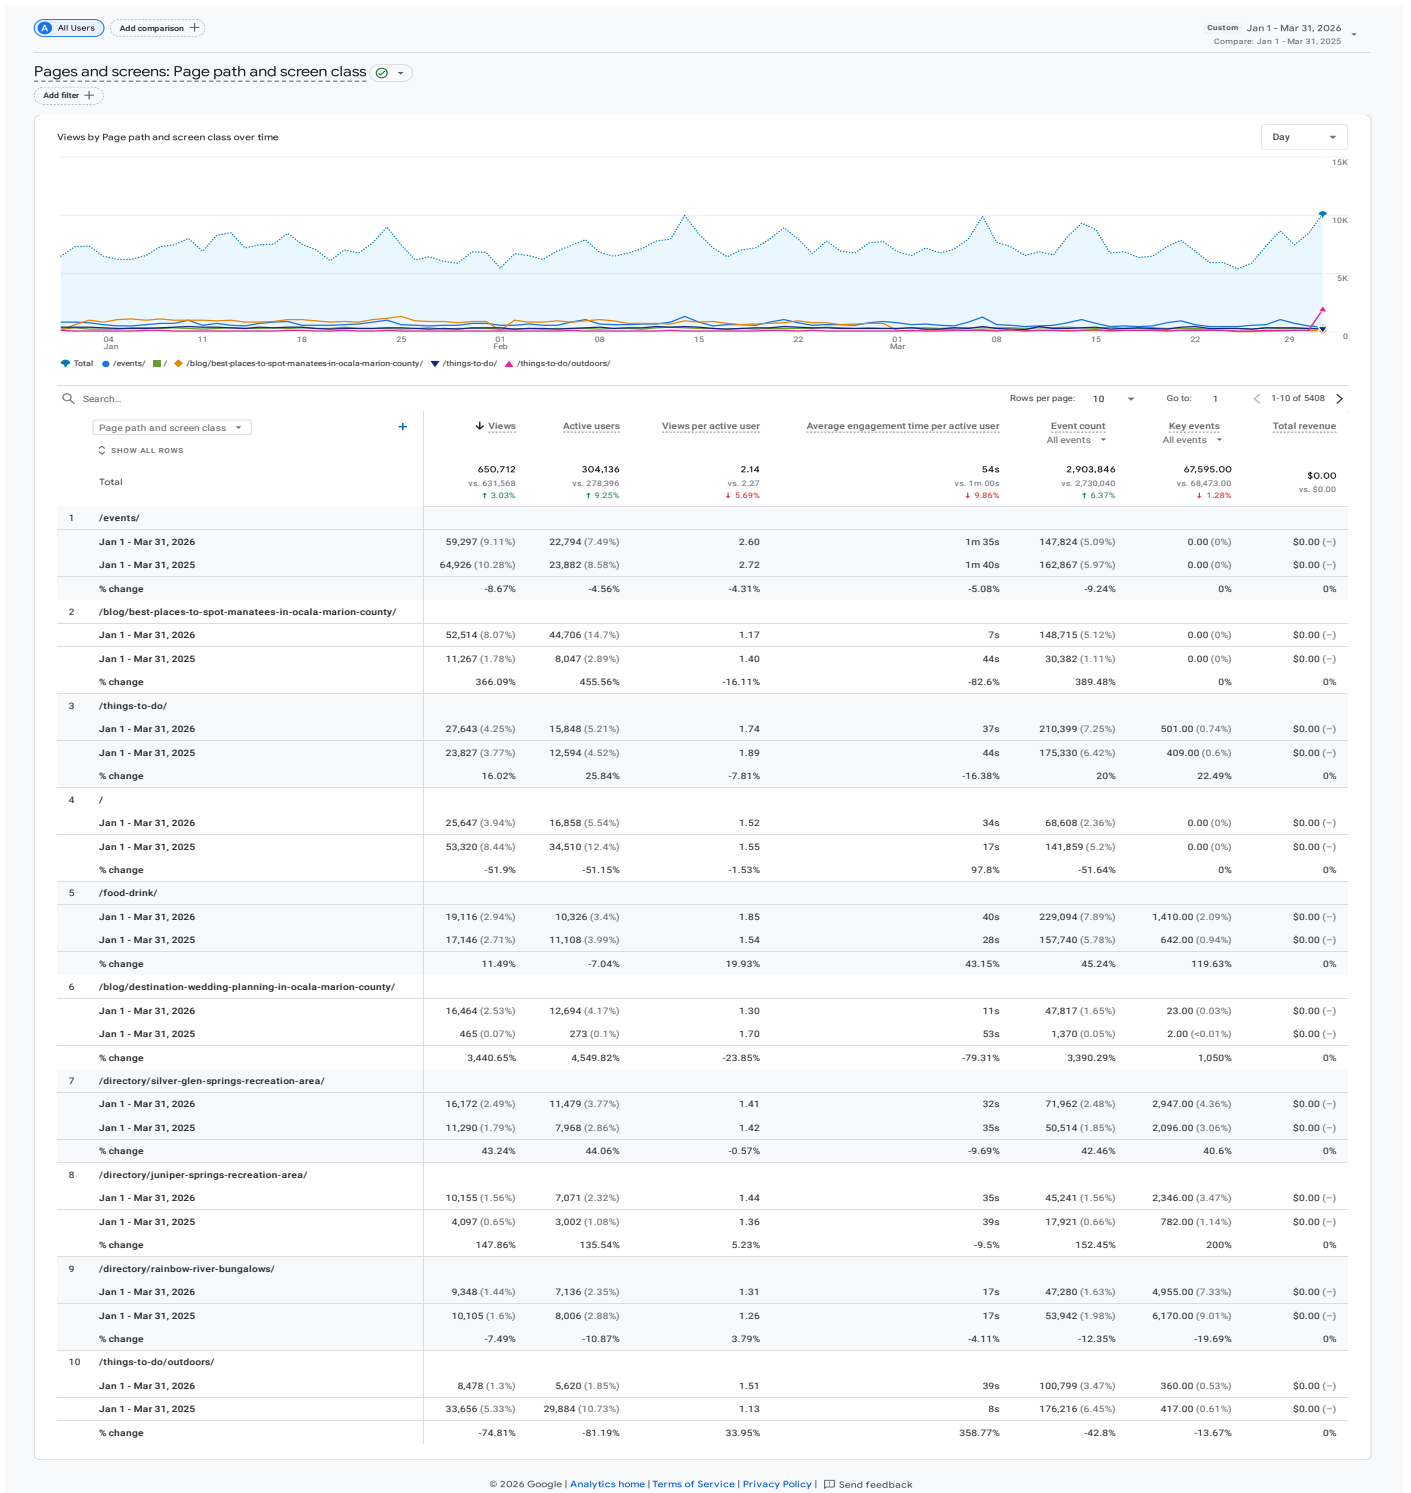 A All Users Add comparison + Custom Jan 1 - Mar 31, 2026
Compare: Jan 1 - Mar 31, 2025
Pages and screens: Page path and screen class
Add filter +
Views by Page path and screen class over time Day
15K
10K
5K
0
04 11 18 25 01 08 15 22 01 08 15 22 29
Jan Feb Mar
Total /events/ / /blog/best-places-to-spot-manatees-in-ocala-marion-county/ /things-to-do/ /things-to-do/outdoors/
Search... Rows per page: 10 Go to: 1 1-10 of 5408
Page path and screen class + Views Active users Views per active user Average engagement time per active user Event count Key events Total revenue
All events All events
SHOW ALL ROWS
Total 650,712 304,136 2.14 54s 2,903,846 67,595.00 $0.00
vs. 631,568 vs. 278,396 vs. 2.27 vs. 1m 00s vs. 2,730,040 vs. 68,473.00 vs. $0.00
↑ 3.03% ↑ 9.25% ↓ 5.69% ↓ 9.86% ↑ 6.37% ↓ 1.28%
1 /events/
Jan 1 - Mar 31, 2026 59,297 (9.11%) 22,794 (7.49%) 2.60 1m 35s 147,824 (5.09%) 0.00 (0%) $0.00 (–)
Jan 1 - Mar 31, 2025 64,926 (10.28%) 23,882 (8.58%) 2.72 1m 40s 162,867 (5.97%) 0.00 (0%) $0.00 (–)
% change -8.67% -4.56% -4.31% -5.08% -9.24% 0% 0%
2 /blog/best-places-to-spot-manatees-in-ocala-marion-county/
Jan 1 - Mar 31, 2026 52,514 (8.07%) 44,706 (14.7%) 1.17 7s 148,715 (5.12%) 0.00 (0%) $0.00 (–)
Jan 1 - Mar 31, 2025 11,267 (1.78%) 8,047 (2.89%) 1.40 44s 30,382 (1.11%) 0.00 (0%) $0.00 (–)
% change 366.09% 455.56% -16.11% -82.6% 389.48% 0% 0%
3 /things-to-do/
Jan 1 - Mar 31, 2026 27,643 (4.25%) 15,848 (5.21%) 1.74 37s 210,399 (7.25%) 501.00 (0.74%) $0.00 (–)
Jan 1 - Mar 31, 2025 23,827 (3.77%) 12,594 (4.52%) 1.89 44s 175,330 (6.42%) 409.00 (0.6%) $0.00 (–)
% change 16.02% 25.84% -7.81% -16.38% 20% 22.49% 0%
4 /
Jan 1 - Mar 31, 2026 25,647 (3.94%) 16,858 (5.54%) 1.52 34s 68,608 (2.36%) 0.00 (0%) $0.00 (–)
Jan 1 - Mar 31, 2025 53,320 (8.44%) 34,510 (12.4%) 1.55 17s 141,859 (5.2%) 0.00 (0%) $0.00 (–)
% change -51.9% -51.15% -1.53% 97.8% -51.64% 0% 0%
5 /food-drink/
Jan 1 - Mar 31, 2026 19,116 (2.94%) 10,326 (3.4%) 1.85 40s 229,094 (7.89%) 1,410.00 (2.09%) $0.00 (–)
Jan 1 - Mar 31, 2025 17,146 (2.71%) 11,108 (3.99%) 1.54 28s 157,740 (5.78%) 642.00 (0.94%) $0.00 (–)
% change 11.49% -7.04% 19.93% 43.15% 45.24% 119.63% 0%
6 /blog/destination-wedding-planning-in-ocala-marion-county/
Jan 1 - Mar 31, 2026 16,464 (2.53%) 12,694 (4.17%) 1.30 11s 47,817 (1.65%) 23.00 (0.03%) $0.00 (–)
Jan 1 - Mar 31, 2025 465 (0.07%) 273 (0.1%) 1.70 53s 1,370 (0.05%) 2.00 (<0.01%) $0.00 (–)
% change 3,440.65% 4,549.82% -23.85% -79.31% 3,390.29% 1,050% 0%
7 /directory/silver-glen-springs-recreation-area/
Jan 1 - Mar 31, 2026 16,172 (2.49%) 11,479 (3.77%) 1.41 32s 71,962 (2.48%) 2,947.00 (4.36%) $0.00 (–)
Jan 1 - Mar 31, 2025 11,290 (1.79%) 7,968 (2.86%) 1.42 35s 50,514 (1.85%) 2,096.00 (3.06%) $0.00 (–)
% change 43.24% 44.06% -0.57% -9.69% 42.46% 40.6% 0%
8 /directory/juniper-springs-recreation-area/
Jan 1 - Mar 31, 2026 10,155 (1.56%) 7,071 (2.32%) 1.44 35s 45,241 (1.56%) 2,346.00 (3.47%) $0.00 (–)
Jan 1 - Mar 31, 2025 4,097 (0.65%) 3,002 (1.08%) 1.36 39s 17,921 (0.66%) 782.00 (1.14%) $0.00 (–)
% change 147.86% 135.54% 5.23% -9.5% 152.45% 200% 0%
9 /directory/rainbow-river-bungalows/
Jan 1 - Mar 31, 2026 9,348 (1.44%) 7,136 (2.35%) 1.31 17s 47,280 (1.63%) 4,955.00 (7.33%) $0.00 (–)
Jan 1 - Mar 31, 2025 10,105 (1.6%) 8,006 (2.88%) 1.26 17s 53,942 (1.98%) 6,170.00 (9.01%) $0.00 (–)
% change -7.49% -10.87% 3.79% -4.11% -12.35% -19.69% 0%
10 /things-to-do/outdoors/
Jan 1 - Mar 31, 2026 8,478 (1.3%) 5,620 (1.85%) 1.51 39s 100,799 (3.47%) 360.00 (0.53%) $0.00 (–)
Jan 1 - Mar 31, 2025 33,656 (5.33%) 29,884 (10.73%) 1.13 8s 176,216 (6.45%) 417.00 (0.61%) $0.00 (–)
% change -74.81% -81.19% 33.95% 358.77% -42.8% -13.67% 0%
© 2026 Google | Analytics home | Terms of Service | Privacy Policy | Send feedback